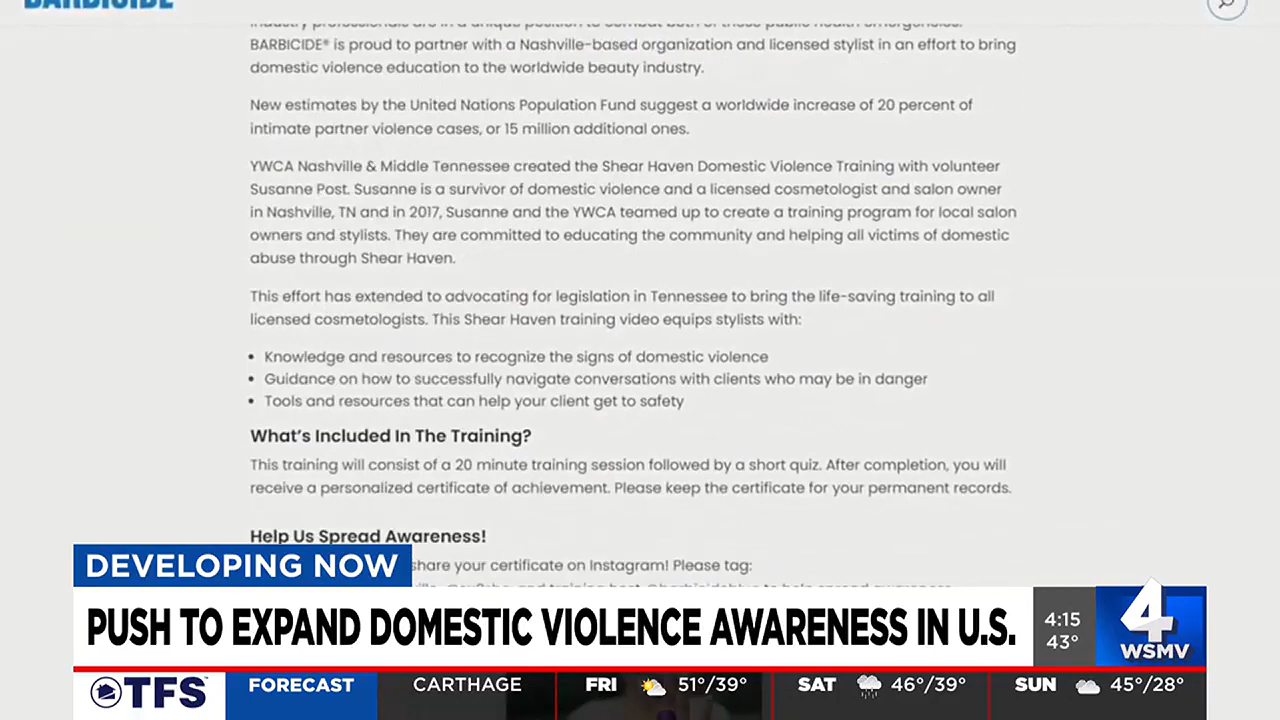 BARBICIDE
industry professionals are in a unique position to combat both of these public health emergencies.
BARBICIDE® is proud to partner with a Nashville-based organization and licensed stylist in an effort to bring
domestic violence education to the worldwide beauty industry.
New estimates by the United Nations Population Fund suggest a worldwide increase of 20 percent of
intimate partner violence cases, or 15 million additional ones.
YWCA Nashville & Middle Tennessee created the Shear Haven Domestic Violence Training with volunteer
Susanne Post. Susanne is a survivor of domestic violence and a licensed cosmetologist and salon owner
in Nashville, TN and in 2017, Susanne and the YWCA teamed up to create a training program for local salon
owners and stylists. They are committed to educating the community and helping all victims of domestic
abuse through Shear Haven.
This effort has extended to advocating for legislation in Tennessee to bring the life-saving training to all
licensed cosmetologists. This Shear Haven training video equips stylists with:
• Knowledge and resources to recognize the signs of domestic violence
• Guidance on how to successfully navigate conversations with clients who may be in danger
• Tools and resources that can help your client get to safety
What's Included In The Training?
This training will consist of a 20 minute training session followed by a short quiz. After completion, you will
receive a personalized certificate of achievement. Please keep the certificate for your permanent records.
Help Us Spread Awareness!
share your certificate on Instagram! Please tag:
and training host to help spread awareness
DEVELOPING NOW
PUSH TO EXPAND DOMESTIC VIOLENCE AWARENESS IN U.S.
4:15
43°
4
WSMV
TFS
FORECAST CARTHAGE FRI 51°/39° SAT 46°/39° SUN 45°/28°